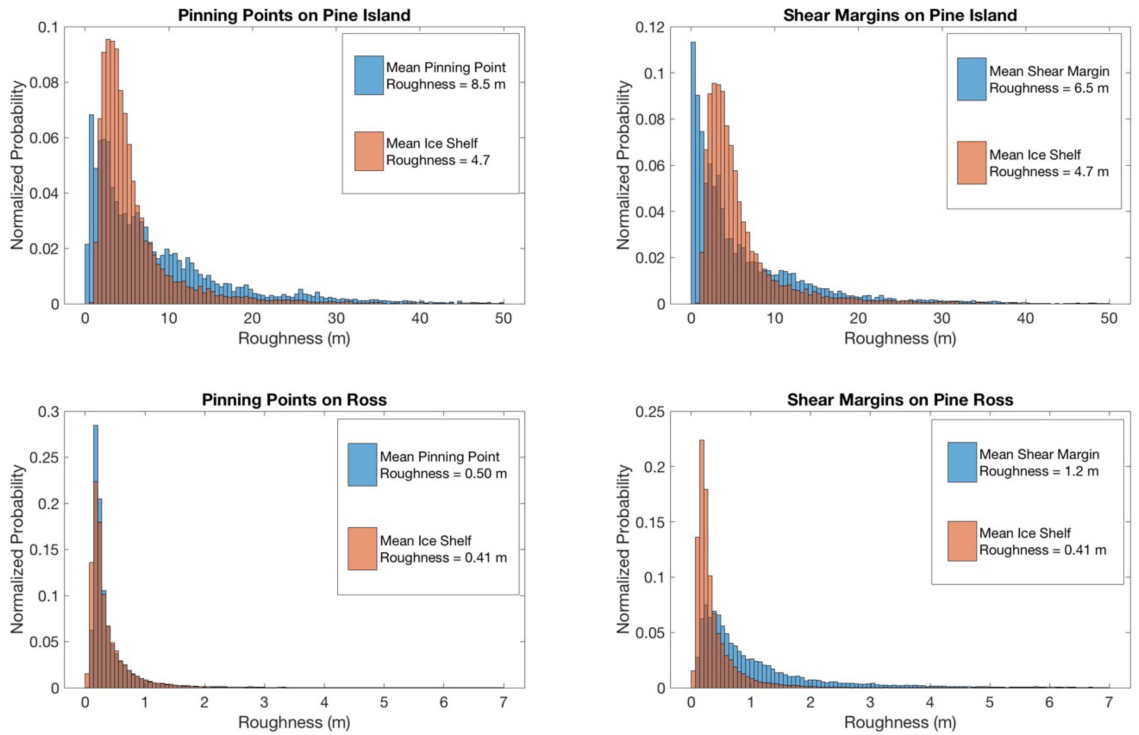 Pinning Points on Pine Island
0.1
0.08
0.06
0.04
0.02
0
Normalized Probability
Mean Pinning Point
Roughness = 8.5 m
Mean Ice Shelf
Roughness = 4.7
0 10 20 30 40 50
Roughness (m)
Shear Margins on Pine Island
0.12
0.1
0.08
0.06
0.04
0.02
0
Normalized Probability
Mean Shear Margin
Roughness = 6.5 m
Mean Ice Shelf
Roughness = 4.7 m
0 10 20 30 40 50
Roughness (m)
Pinning Points on Ross
0.3
0.25
0.2
0.15
0.1
0.05
0
Normalized Probability
Mean Pinning Point
Roughness = 0.50 m
Mean Ice Shelf
Roughness = 0.41 m
0 1 2 3 4 5 6 7
Roughness (m)
Shear Margins on Pine Ross
0.25
0.2
0.15
0.1
0.05
0
Normalized Probability
Mean Shear Margin
Roughness = 1.2 m
Mean Ice Shelf
Roughness = 0.41 m
0 1 2 3 4 5 6 7
Roughness (m)